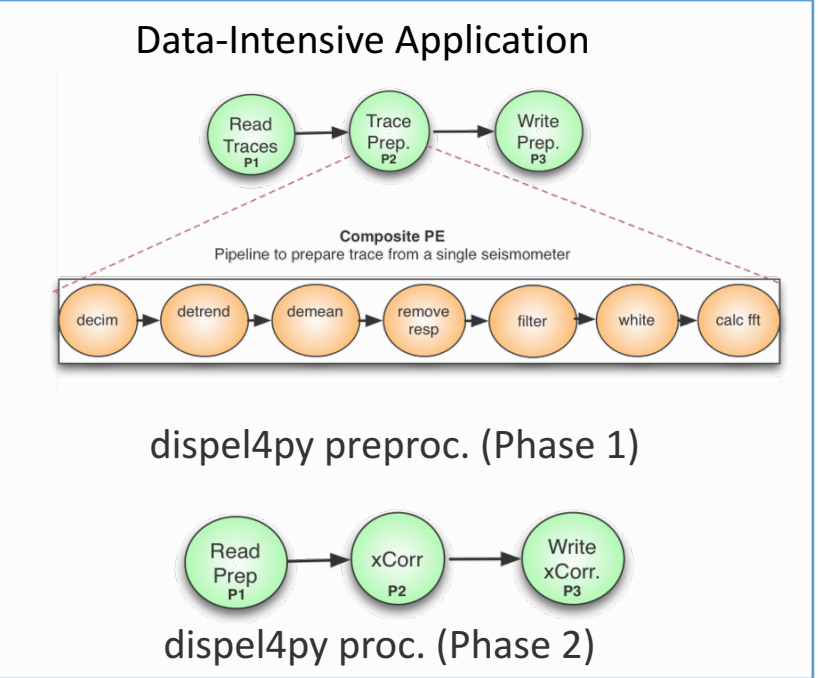 Data-Intensive Application
Read
Traces
P1
Trace
Prep.
P2
Write
Prep.
P3
Composite PE
Pipeline to prepare trace from a single seismometer
decim
detrend
demean
remove
resp
filter
white
calc fft
dispel4py preproc. (Phase 1)
Read
Prep
P1
xCorr
P2
Write
xCorr.
P3
dispel4py proc. (Phase 2)